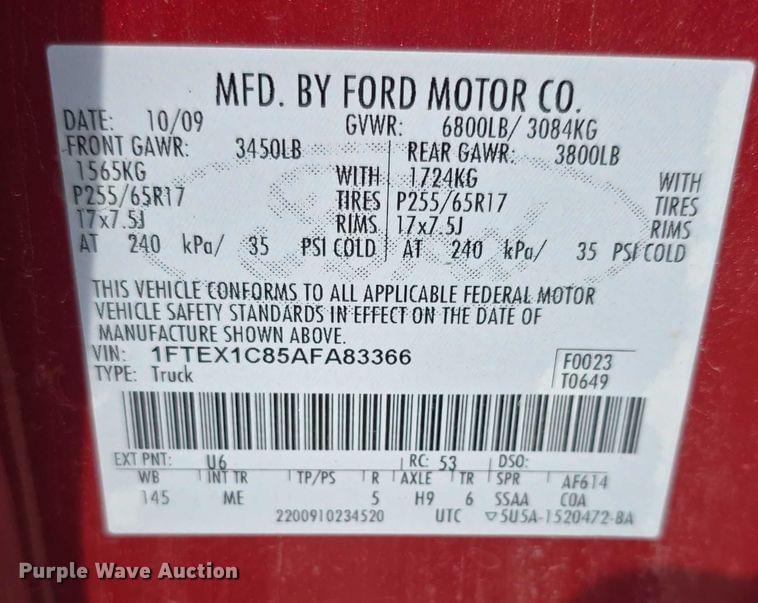 MFD. BY FORD MOTOR CO.
DATE: 10/09 GVWR: 6800LB/ 3084KG
FRONT GAWR: 3450LB REAR GAWR: 3800LB
1565KG WITH 1724KG WITH
P255/65R17 TIRES P255/65R17 TIRES
17x7.5J RIMS 17x7.5J RIMS
AT 240 kPa/ 35 PSI COLD AT 240 kPa/ 35 PSI COLD
THIS VEHICLE CONFORMS TO ALL APPLICABLE FEDERAL MOTOR
VEHICLE SAFETY STANDARDS IN EFFECT ON THE DATE OF
MANUFACTURE SHOWN ABOVE.
VIN: 1FTEX1C85AFA83366 F0023
TYPE: Truck T0649
EXT PNT: U6 RC: 53 DSO:
WB INT TR TP/PS R AXLE TR SPR AF614
145 ME 5 H9 6 SSAA COA
2200910234520 UTC ▽5U5A-1520472-BA
Purple Wave Auction